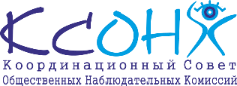 КСОНК
Координационный Совет
Общественных Наблюдательных Комиссий